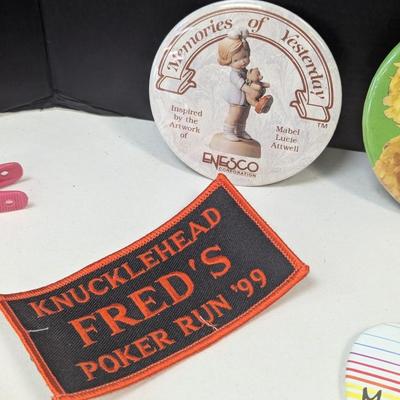 Memories of Yesterday
TM
Inspired
by the
Artwork
of
Mabel
Lucie
Attwell
ENESCO
CORPORATION
KNUCKLEHEAD
FRED'S
POKER RUN '99